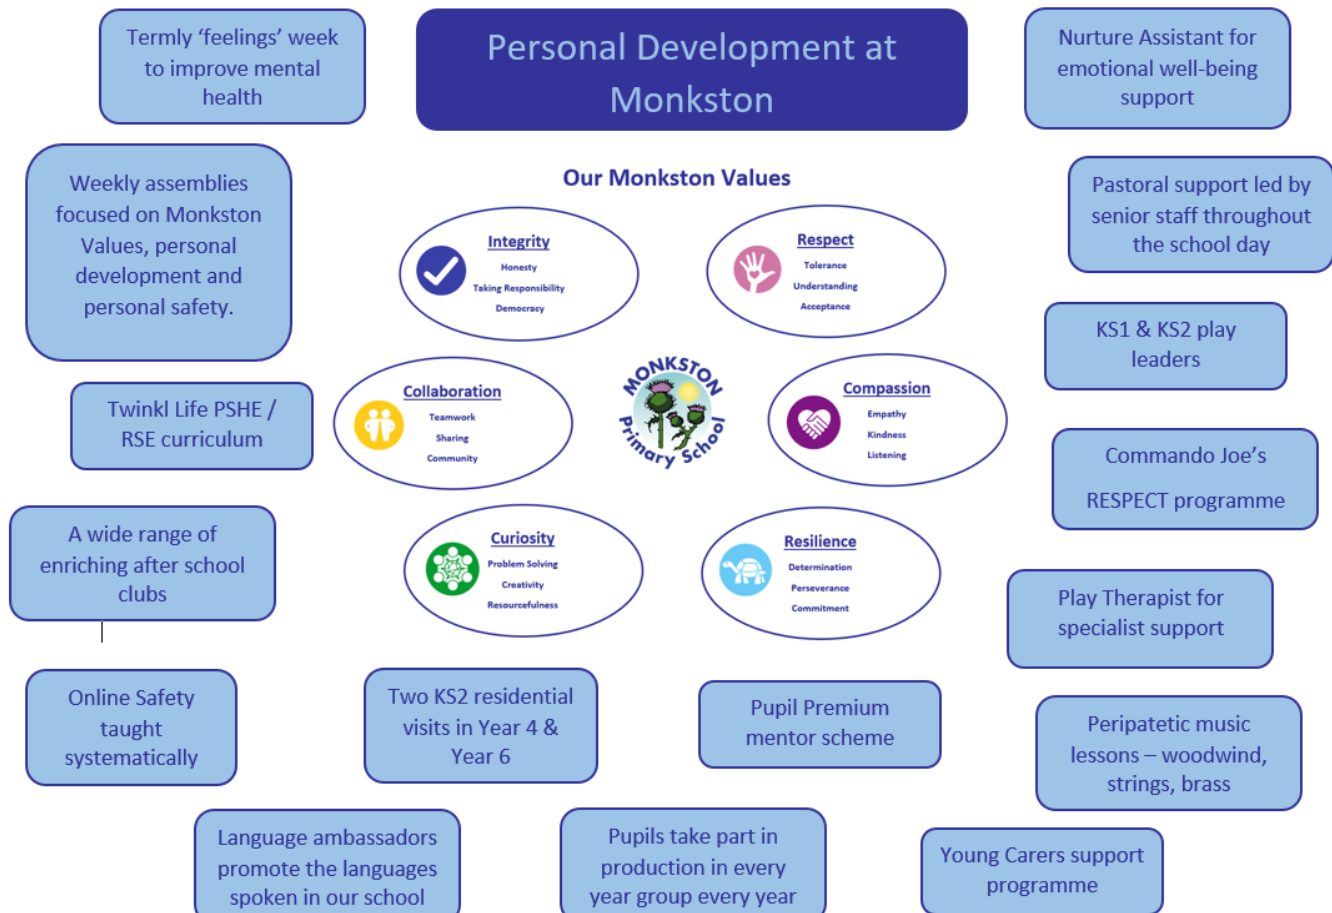 Termly ‘feelings’ week
to improve mental
health
Personal Development at
Monkston
Nurture Assistant for
emotional well-being
support
Weekly assemblies
focused on Monkston
Values, personal
development and
personal safety.
Our Monkston Values
Pastoral support led by
senior staff throughout
the school day
Integrity
Honesty
Taking Responsibility
Democracy
Respect
Tolerance
Understanding
Acceptance
KS1 & KS2 play
leaders
Twinkl Life PSHE /
RSE curriculum
Collaboration
Teamwork
Sharing
Community
MONKSTON
Primary School
Compassion
Empathy
Kindness
Listening
Commando Joe’s
RESPECT programme
A wide range of
enriching after school
clubs
Curiosity
Problem Solving
Creativity
Resourcefulness
Resilience
Determination
Perseverance
Commitment
Play Therapist for
specialist support
Online Safety
taught
systematically
Two KS2 residential
visits in Year 4 &
Year 6
Pupil Premium
mentor scheme
Peripatetic music
lessons – woodwind,
strings, brass
Language ambassadors
promote the languages
spoken in our school
Pupils take part in
production in every
year group every year
Young Carers support
programme